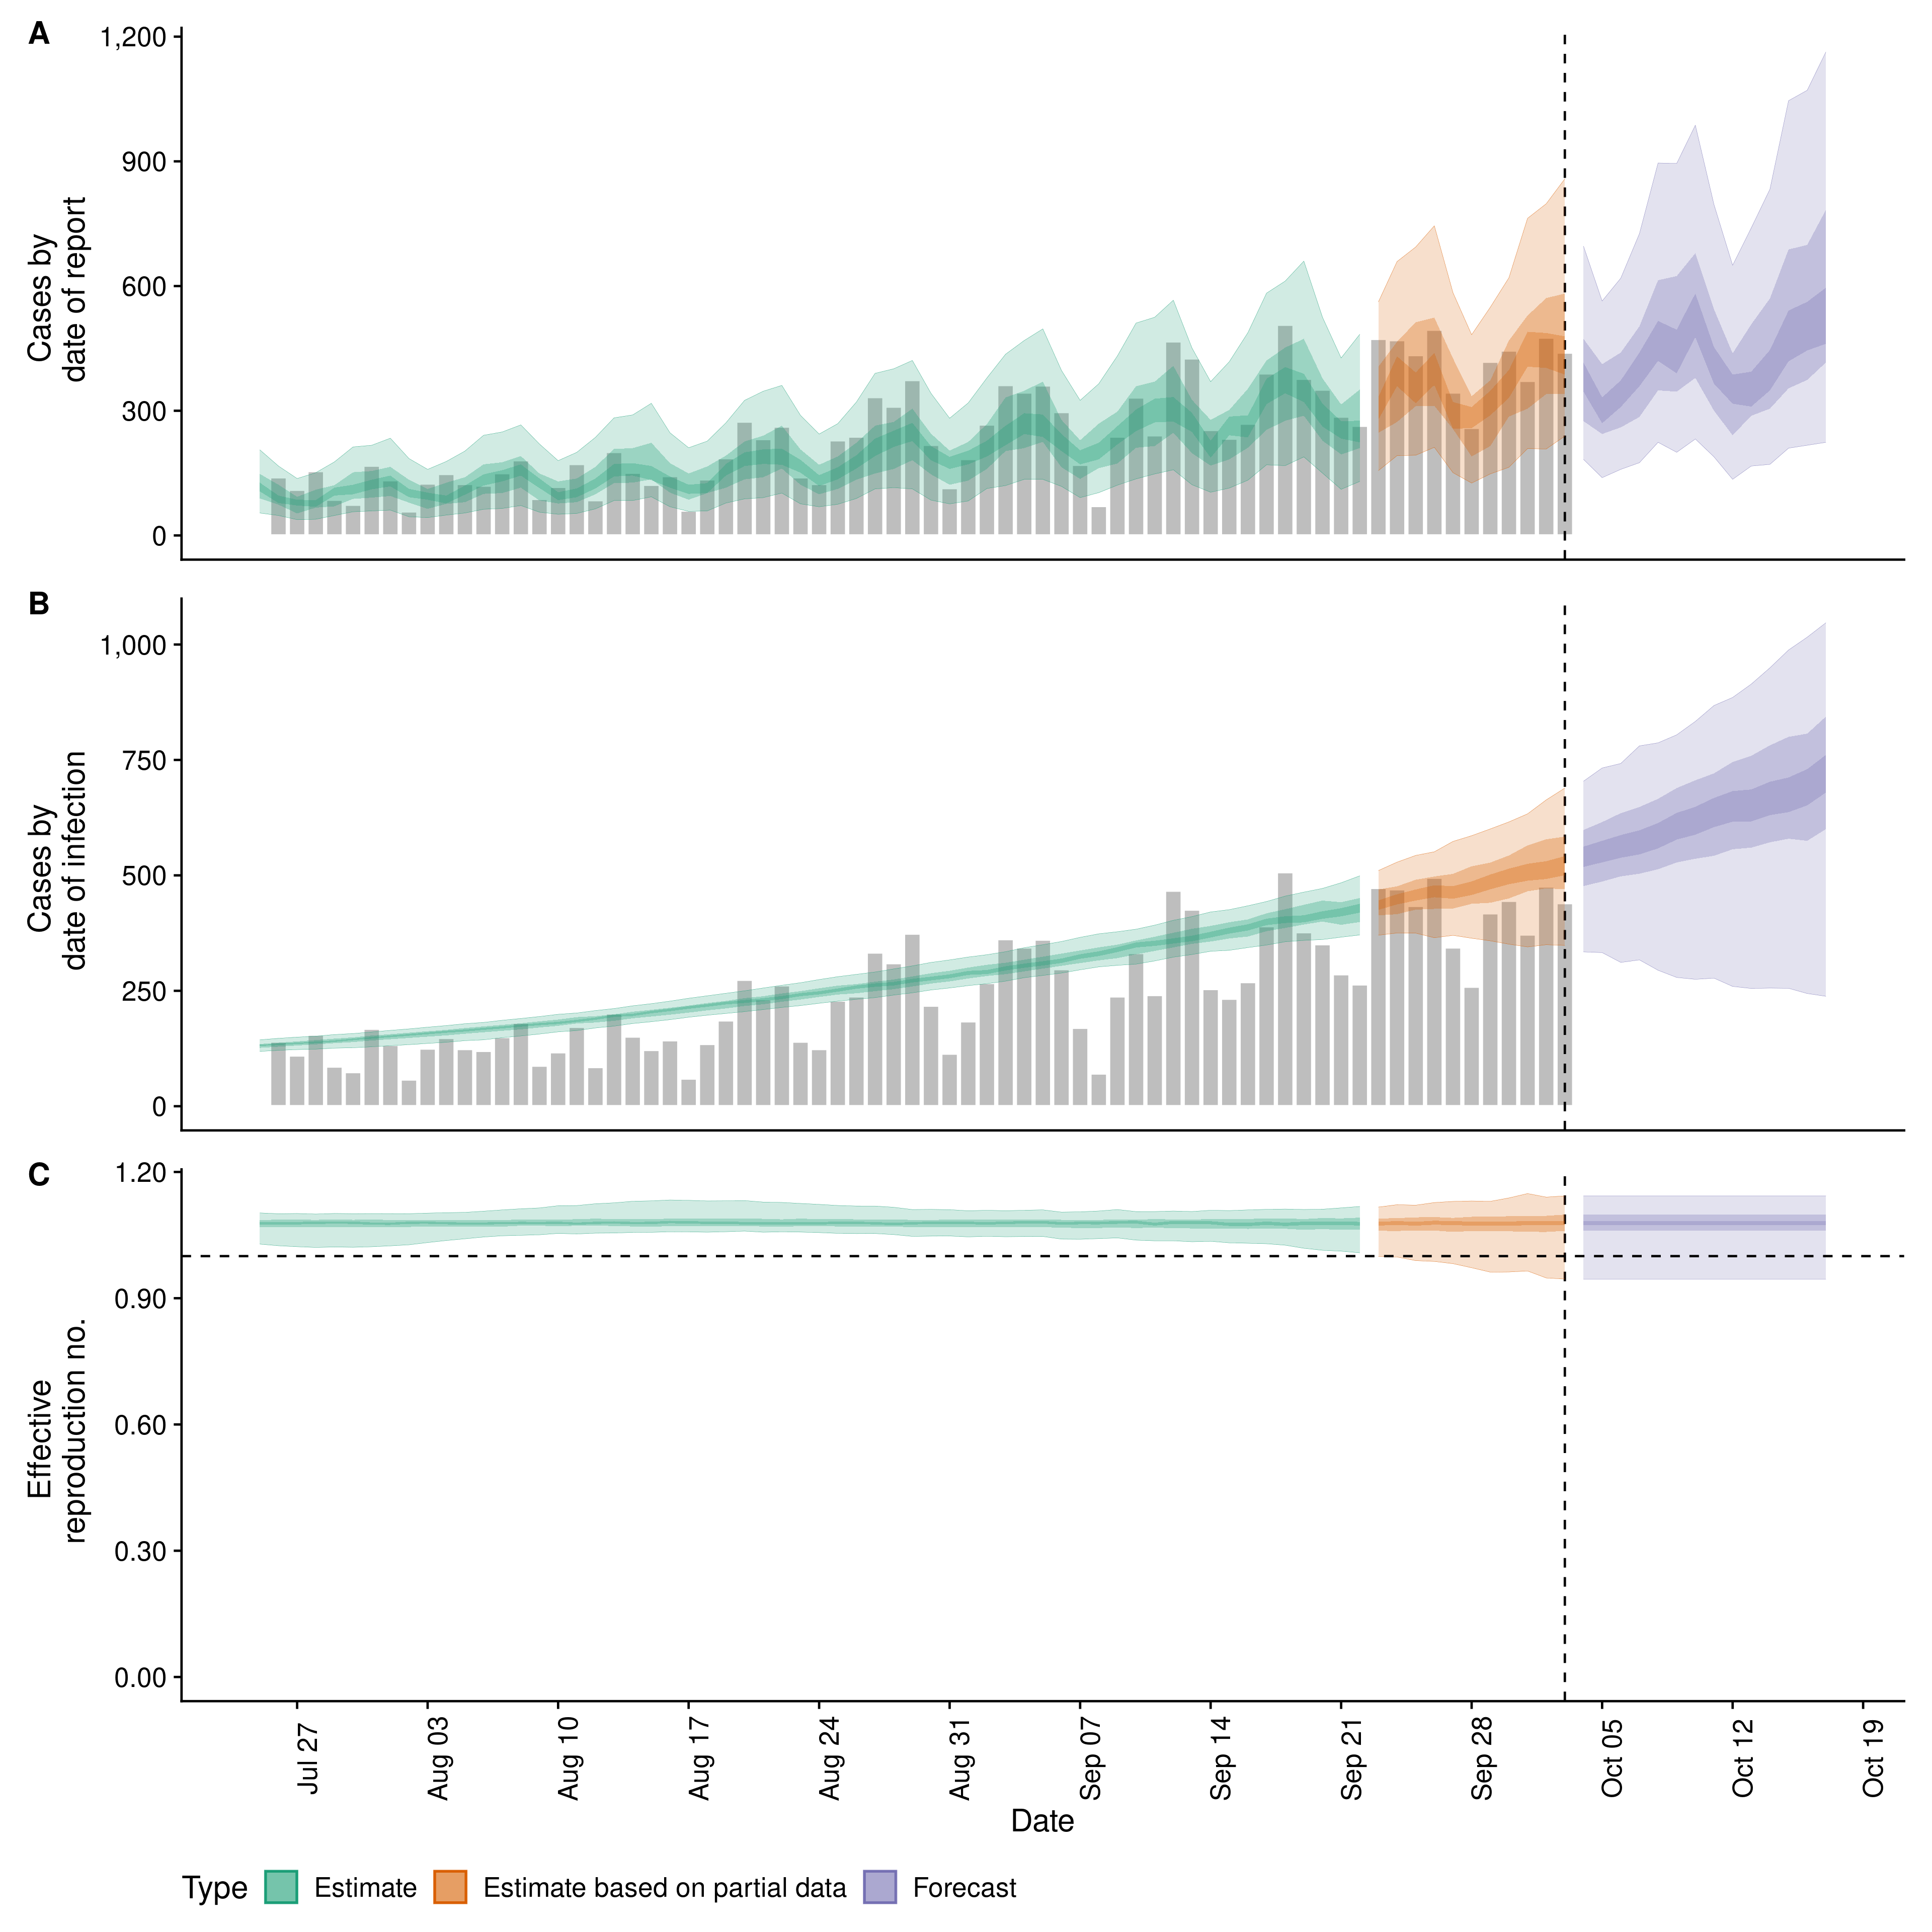 A
1,200
900
600
300
0
Cases by
date of report
B
1,000
750
500
250
0
Cases by
date of infection
C
1.20
0.90
0.60
0.30
0.00
Effective
reproduction no.
Jul 27
Aug 03
Aug 10
Aug 17
Aug 24
Aug 31
Sep 07
Sep 14
Sep 21
Sep 28
Oct 05
Oct 12
Oct 19
Date
Type Estimate Estimate based on partial data Forecast